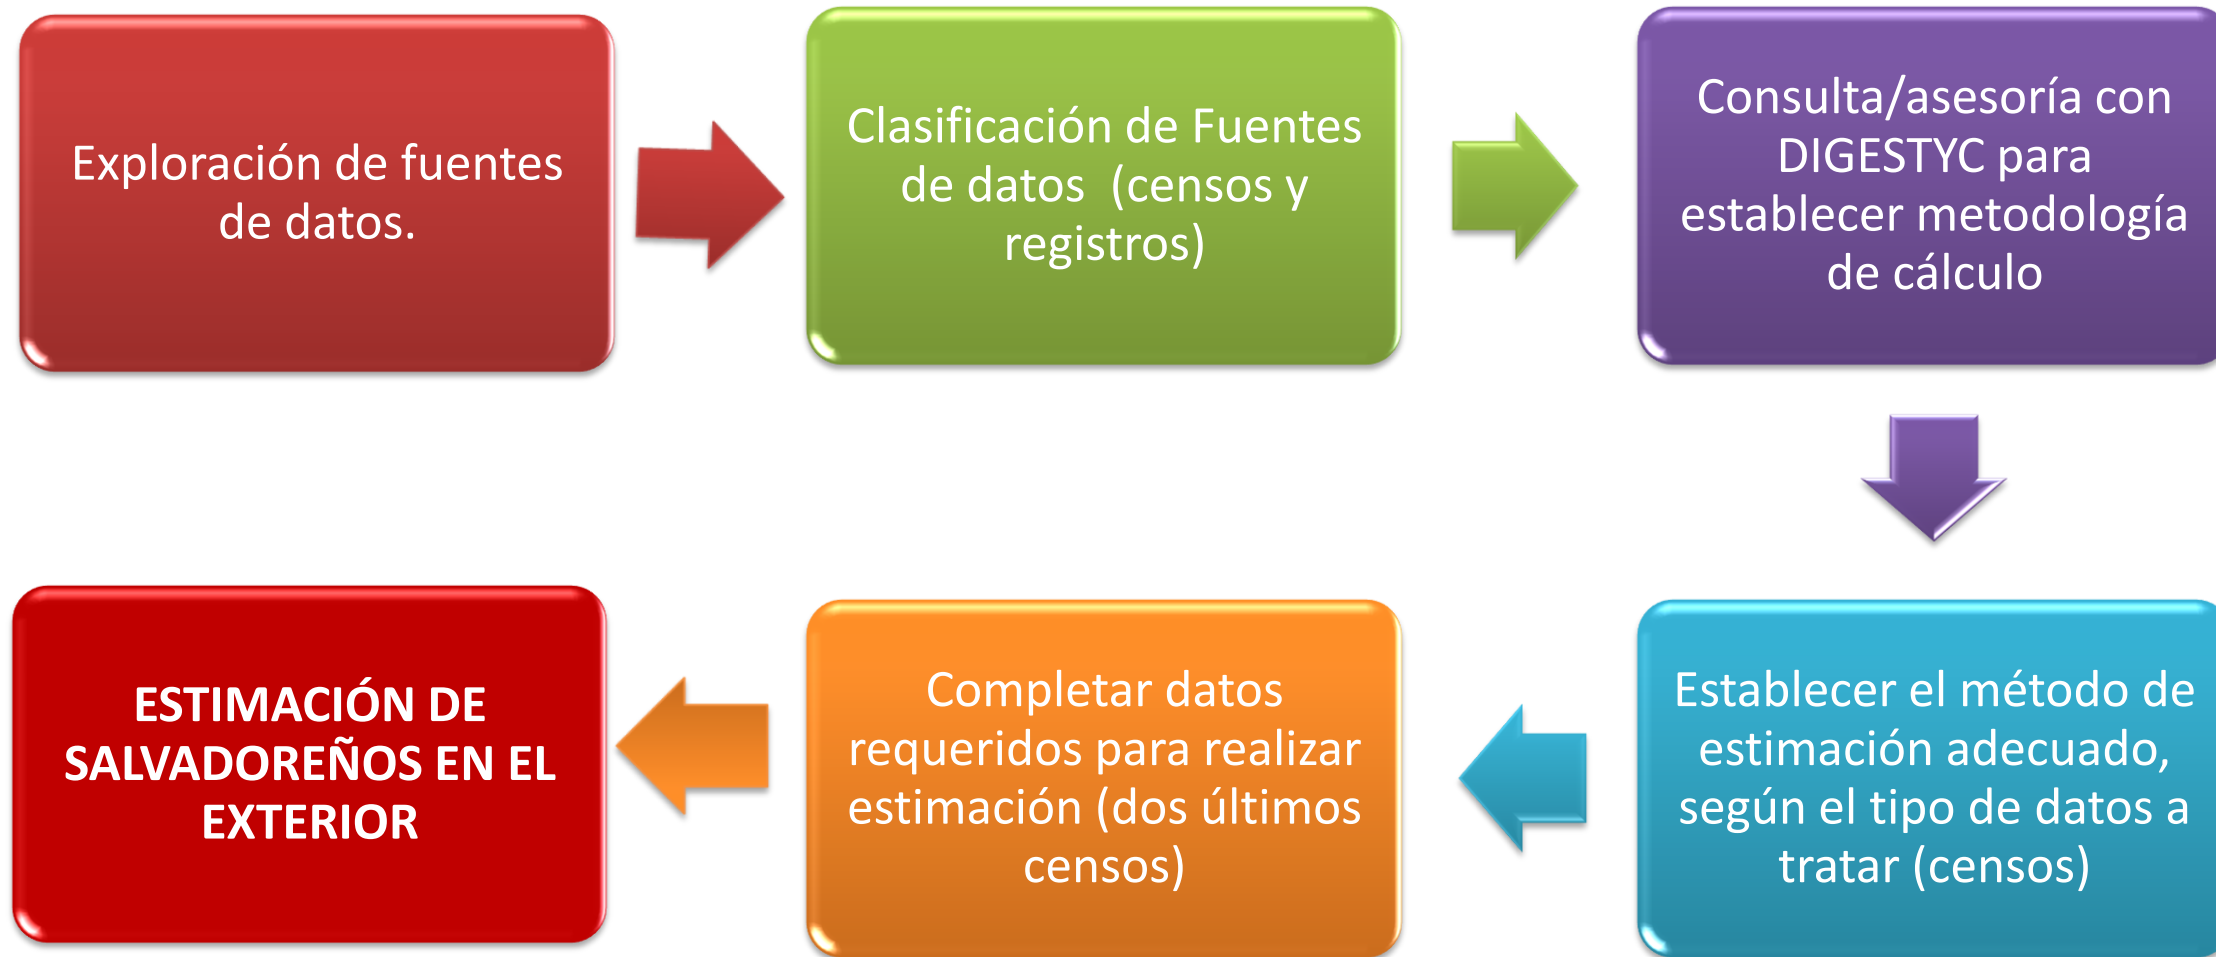 Exploración de fuentes
de datos.
Clasificación de Fuentes
de datos  (censos y
registros)
Consulta/asesoría con
DIGESTYC para
establecer metodología
de cálculo
Establecer el método de
estimación adecuado,
según el tipo de datos a
tratar (censos)
Completar datos
requeridos para realizar
estimación (dos últimos
censos)
ESTIMACIÓN DE
SALVADOREÑOS EN EL
EXTERIOR